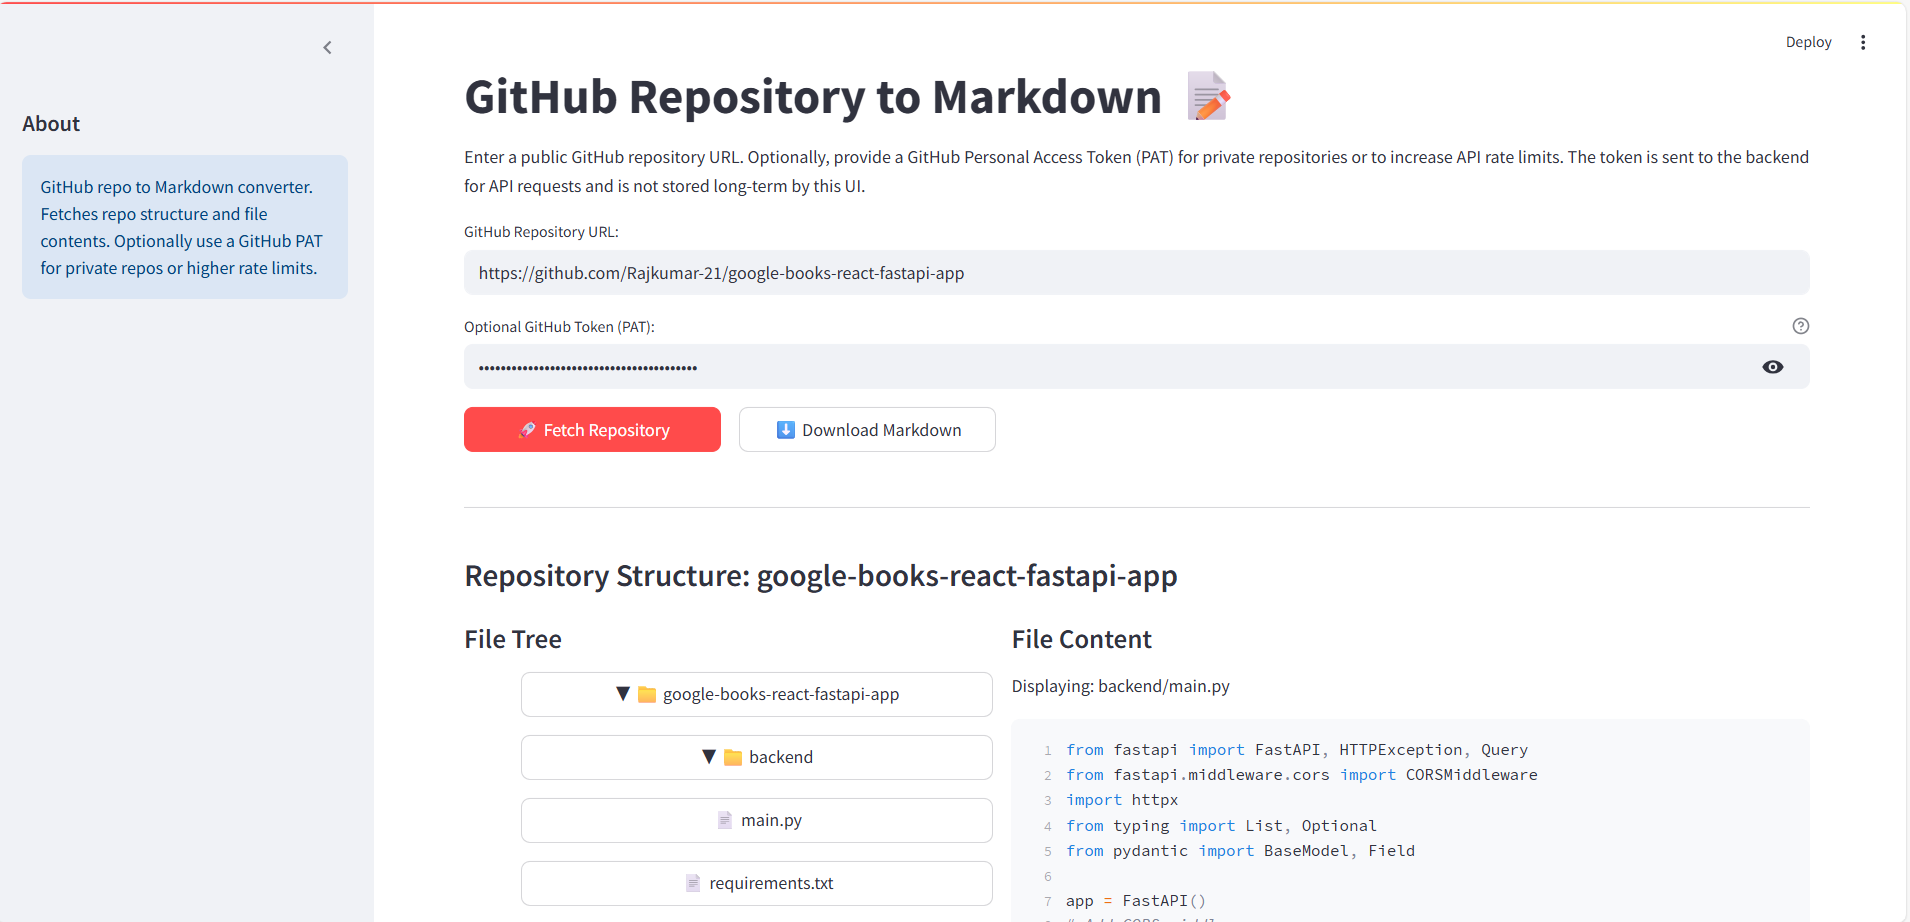 Deploy
About
GitHub repo to Markdown converter.
Fetches repo structure and file
contents. Optionally use a GitHub PAT
for private repos or higher rate limits.
GitHub Repository to Markdown
Enter a public GitHub repository URL. Optionally, provide a GitHub Personal Access Token (PAT) for private repositories or to increase API rate limits. The token is sent to the backend
for API requests and is not stored long-term by this UI.
GitHub Repository URL:
https://github.com/Rajkumar-21/google-books-react-fastapi-app
Optional GitHub Token (PAT):
Fetch Repository
Download Markdown
Repository Structure: google-books-react-fastapi-app
File Tree
google-books-react-fastapi-app
backend
main.py
requirements.txt
File Content
Displaying: backend/main.py
1 from fastapi import FastAPI, HTTPException, Query
2 from fastapi.middleware.cors import CORSMiddleware
3 import httpx
4 from typing import List, Optional
5 from pydantic import BaseModel, Field
6
7 app = FastAPI()